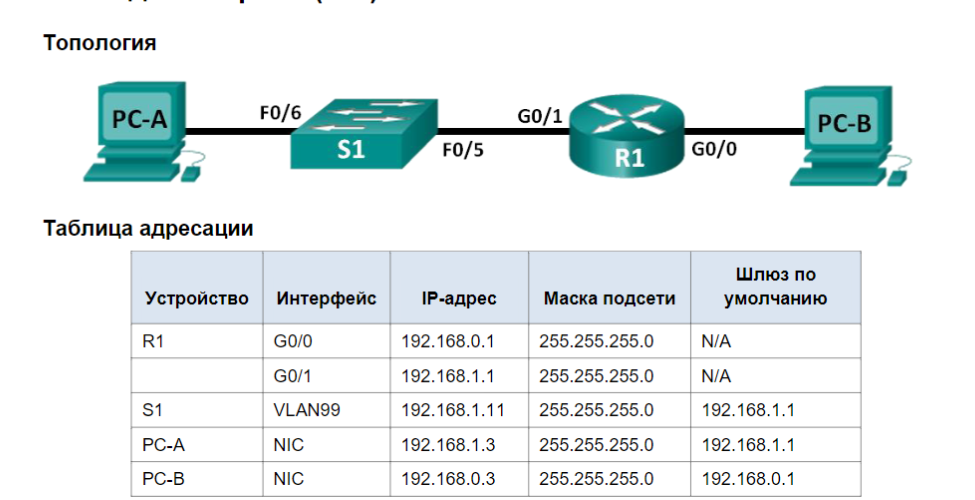 Топология
PC-A
F0/6
S1
F0/5
G0/1
R1
G0/0
PC-B
Таблица адресации
Устройство Интерфейс IP-адрес Маска подсети Шлюз по
умолчанию
R1 G0/0 192.168.0.1 255.255.255.0 N/A
G0/1 192.168.1.1 255.255.255.0 N/A
S1 VLAN99 192.168.1.11 255.255.255.0 192.168.1.1
PC-A NIC 192.168.1.3 255.255.255.0 192.168.1.1
PC-B NIC 192.168.0.3 255.255.255.0 192.168.0.1